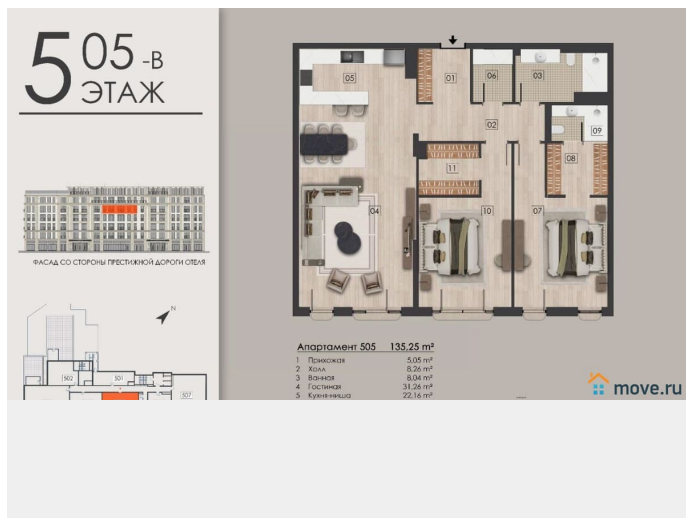 5 05 -В
ЭТАЖ
ФАСАД СО СТОРОНЫ ПРЕСТИЖНОЙ ДОРОГИ ОТЕЛЯ
N
502
501
507
05
01
06
03
02
09
08
11
04
10
07
Апартамент 505 135,25 m²
1 Прихожая 5,05 m²
2 Холл 8,26 m²
3 Ванная 8,04 m²
4 Гостиная 31,26 m²
5 Кухня-ниша 22,16 m²
move.ru